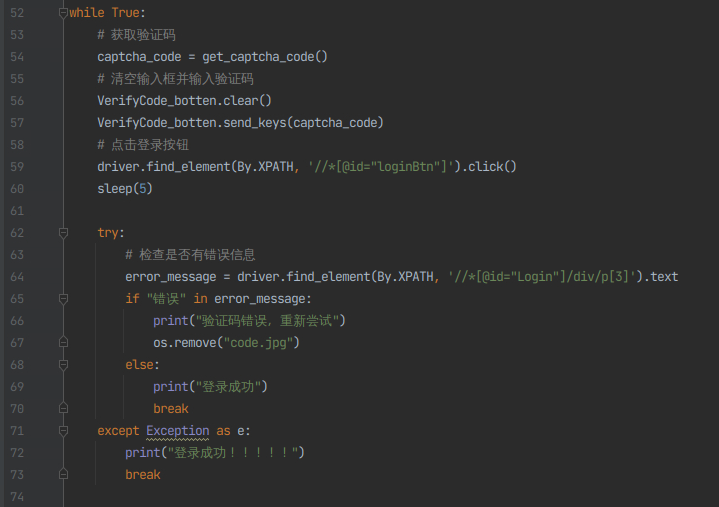 52 while True:
53 # 获取验证码
54 captcha_code = get_captcha_code()
55 # 清空输入框并输入验证码
56 VerifyCode_botten.clear()
57 VerifyCode_botten.send_keys(captcha_code)
58 # 点击登录按钮
59 driver.find_element(By.XPATH, '//*[@id="loginBtn"]').click()
60 sleep(5)
61
62 try:
63 # 检查是否有错误信息
64 error_message = driver.find_element(By.XPATH, '//*[@id="Login"]/div/p[3]').text
65 if "错误" in error_message:
66 print("验证码错误，重新尝试")
67 os.remove("code.jpg")
68 else:
69 print("登录成功")
70 break
71 except Exception as e:
72 print("登录成功！！！！！")
73 break
74